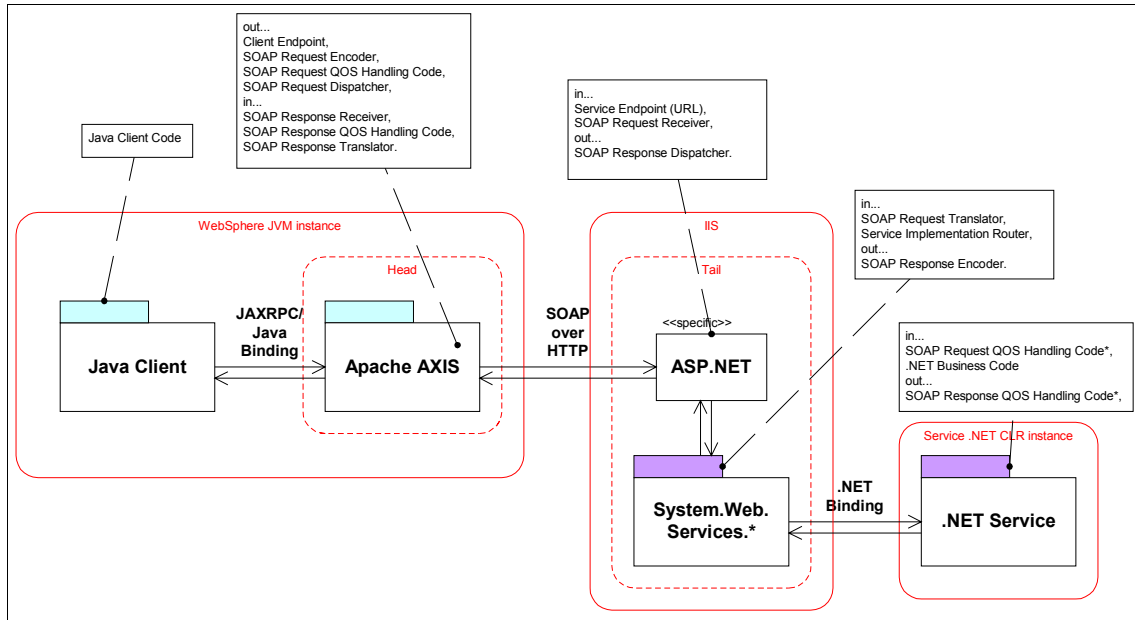 out...
Client Endpoint,
SOAP Request Encoder,
SOAP Request QOS Handling Code,
SOAP Request Dispatcher,
in...
SOAP Response Receiver,
SOAP Response QOS Handling Code,
SOAP Response Translator.
in...
Service Endpoint (URL),
SOAP Request Receiver,
out...
SOAP Response Dispatcher.
Java Client Code
in...
SOAP Request Translator,
Service Implementation Router,
out...
SOAP Response Encoder.
WebSphere JVM instance
IIS
Head
Tail
JAXRPC/
Java
Binding
SOAP
over
HTTP
<<specific>>
Java Client
Apache AXIS
ASP.NET
in...
SOAP Request QOS Handling Code*,
.NET Business Code
out...
SOAP Response QOS Handling Code*,
Service .NET CLR instance
System.Web.
Services.*
.NET
Binding
.NET Service